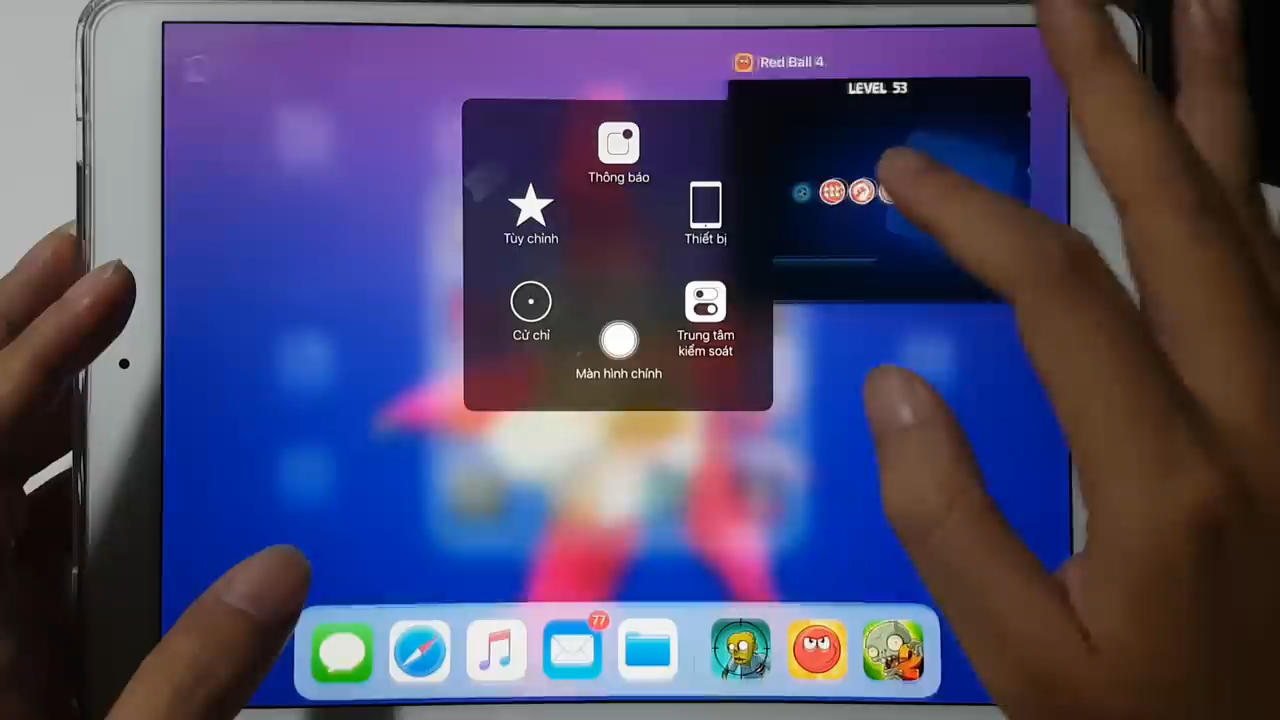 Red Ball 4
LEVEL 53
Thông báo
Tùy chỉnh
Thiết bị
Cử chỉ
Trung tâm
kiểm soát
Màn hình chính
77
2